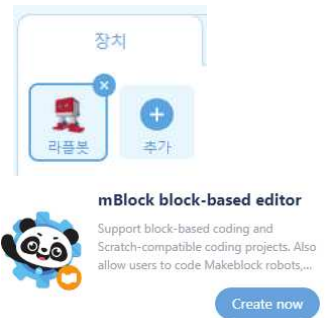 장치
라플봇
추가
mBlock block-based editor
Support block-based coding and
Scratch-compatible coding projects. Also
allow users to code Makeblock robots,...
Create now